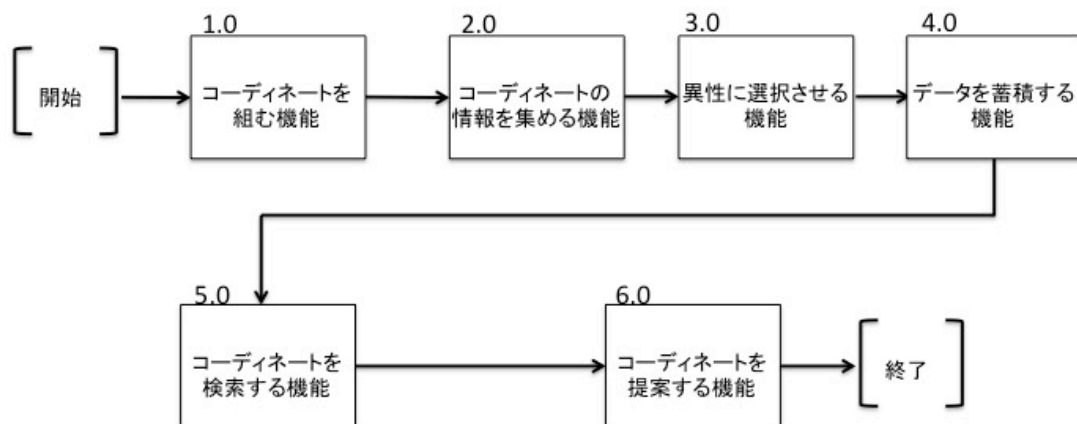 1.0
2.0
3.0
4.0
開始
コーディネートを
組む機能
コーディネートの
情報を集める機能
異性に選択させる
機能
データを蓄積する
機能
5.0
6.0
コーディネートを
検索する機能
コーディネートを
提案する機能
終了